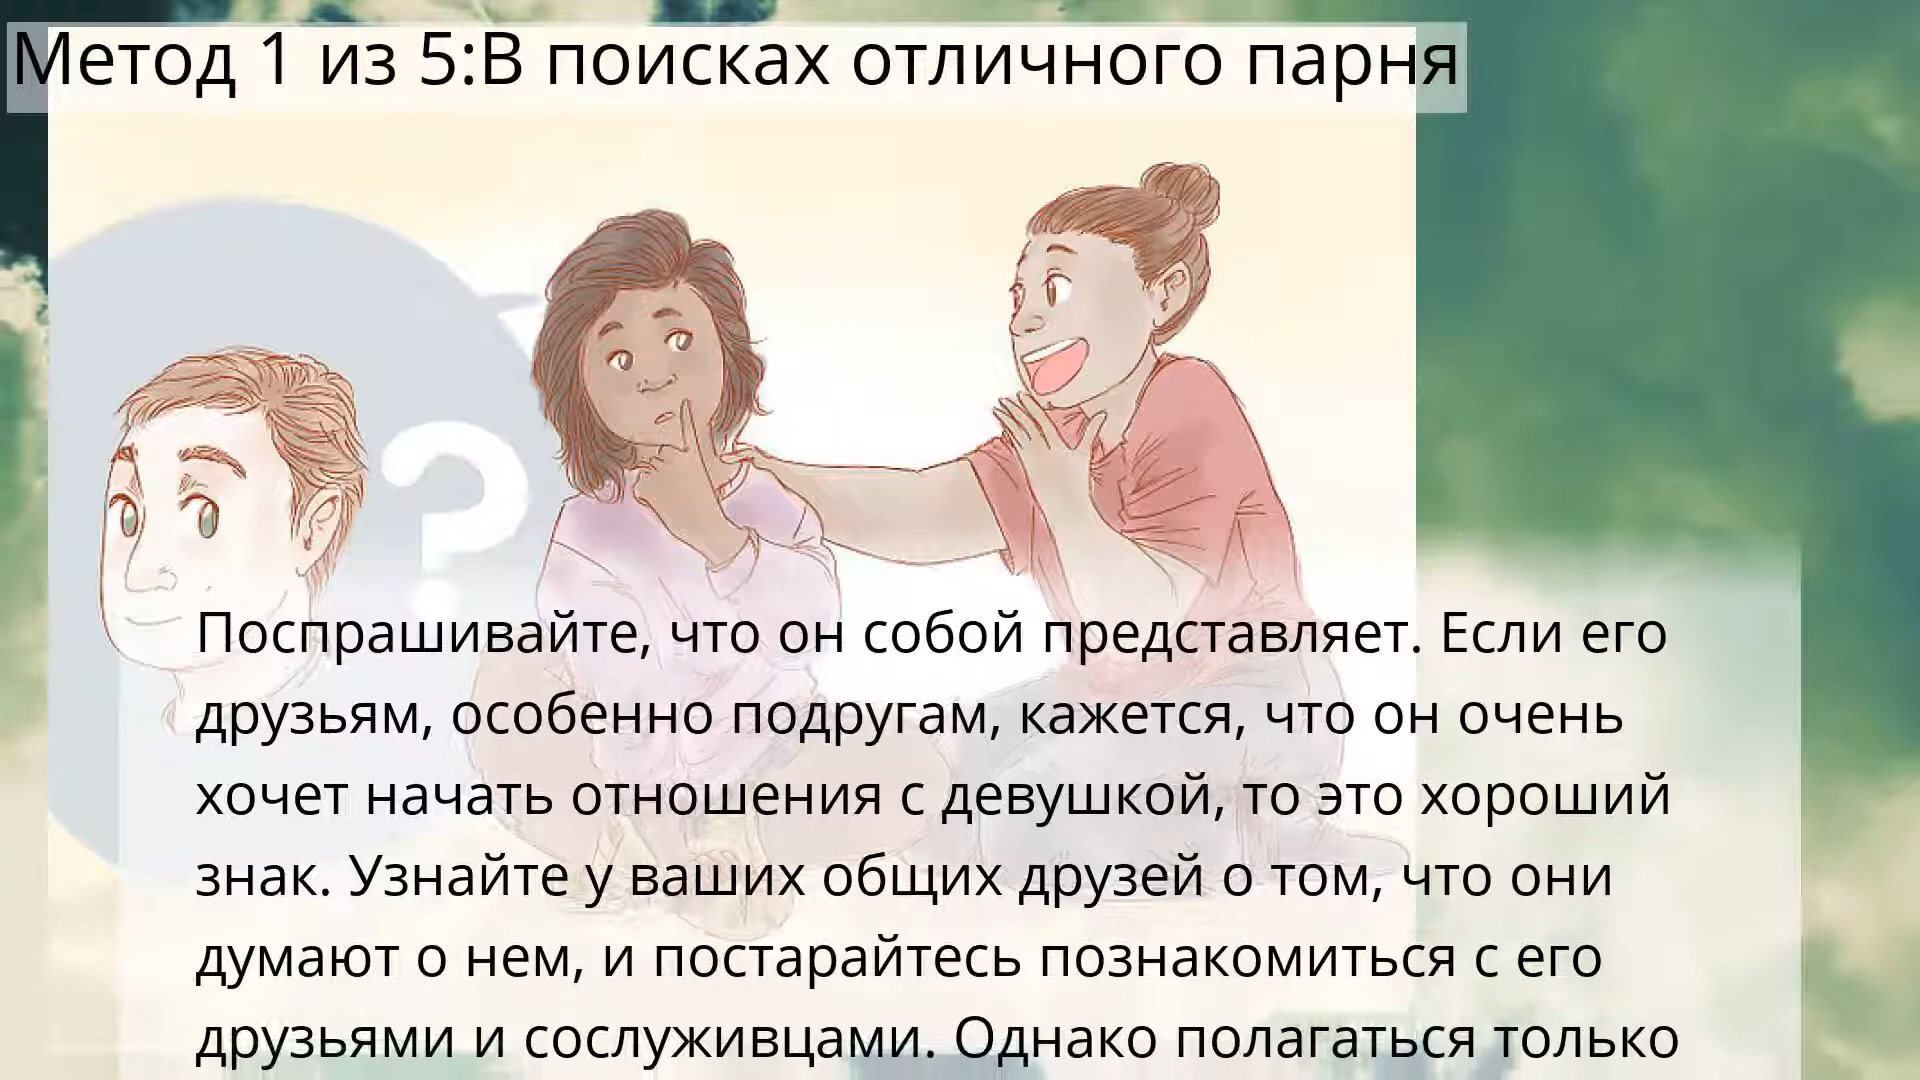 Метод 1 из 5:В поисках отличного парня
?
Поспрашивайте, что он собой представляет. Если его
друзьям, особенно подругам, кажется, что он очень
хочет начать отношения с девушкой, то это хороший
знак. Узнайте у ваших общих друзей о том, что они
думают о нем, и постарайтесь познакомиться с его
друзьями и сослуживцами. Однако полагаться только